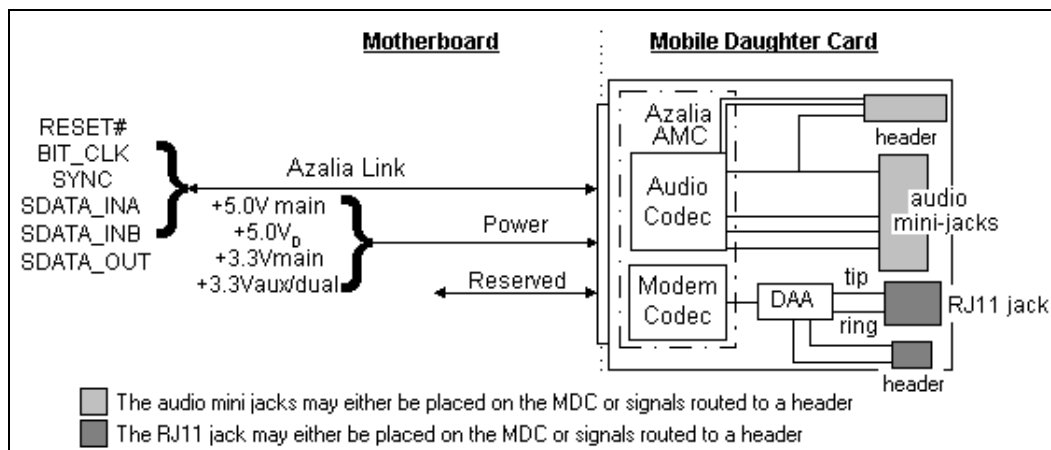 Motherboard
Mobile Daughter Card
RESET#
BIT_CLK
SYNC
SDATA_INA
SDATA_INB
SDATA_OUT
Azalia Link
+5.0V main
+5.0VD
+3.3Vmain
+3.3Vaux/dual
Power
Reserved
Azalia
AMC
Audio
Codec
Modem
Codec
header
audio
mini-jacks
DAA
tip
ring
RJ11 jack
header
The audio mini jacks may either be placed on the MDC or signals routed to a header
The RJ11 jack may either be placed on the MDC or signals routed to a header